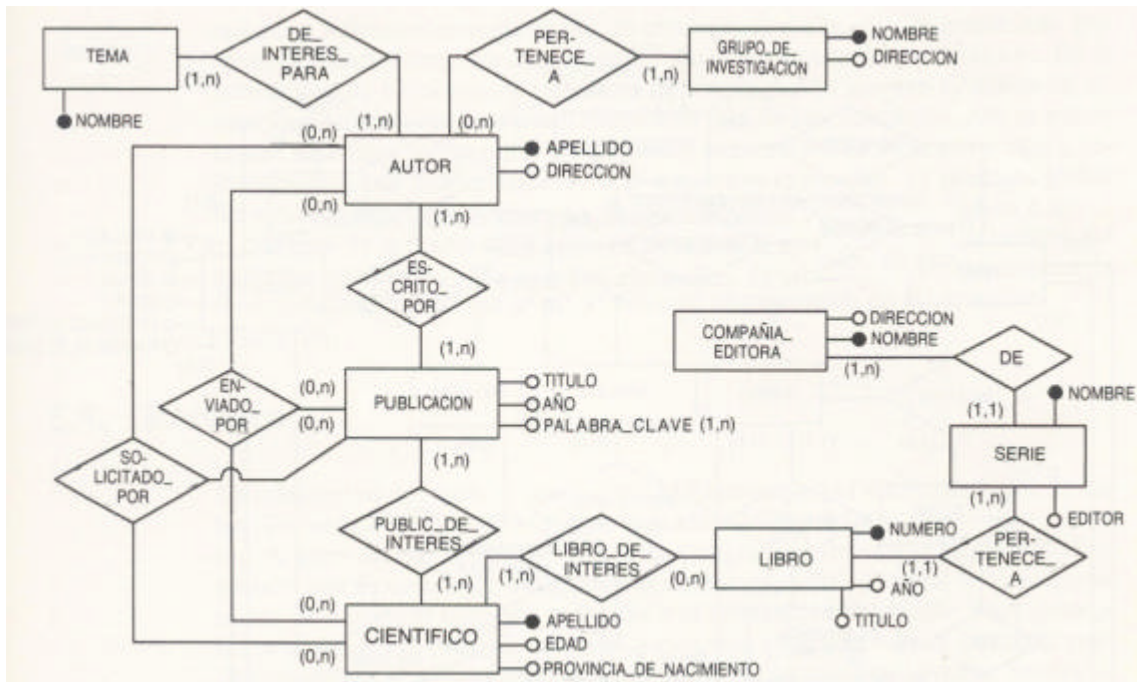 TEMA
(1,n)
NOMBRE
DE_
INTERES_
PARA
(1,n)
PER-
TENECE_
A
(0,n)
(1,n)
GRUPO_DE_
INVESTIGACION
NOMBRE
DIRECCION
(0,n)
AUTOR
APELLIDO
DIRECCION
(0,n)
(1,n)
ES-
CRITO_
POR
(1,n)
COMPAÑIA_
EDITORA
DIRECCION
NOMBRE
(1,n)
DE
(1,1)
NOMBRE
EN-
VIADO_
POR
(0,n)
(0,n)
PUBLICACION
TITULO
AÑO
PALABRA_CLAVE (1,n)
SERIE
(1,n)
EDITOR
SO-
LICITADO_
POR
(1,n)
PUBLIC_DE_
INTERES
(1,n)
(1,n)
LIBRO_DE_
INTERES
(0,n)
LIBRO
NUMERO
(1,1)
AÑO
TITULO
PER-
TENECE_
A
(0,n)
(0,n)
CIENTIFICO
APELLIDO
EDAD
PROVINCIA_DE_NACIMIENTO